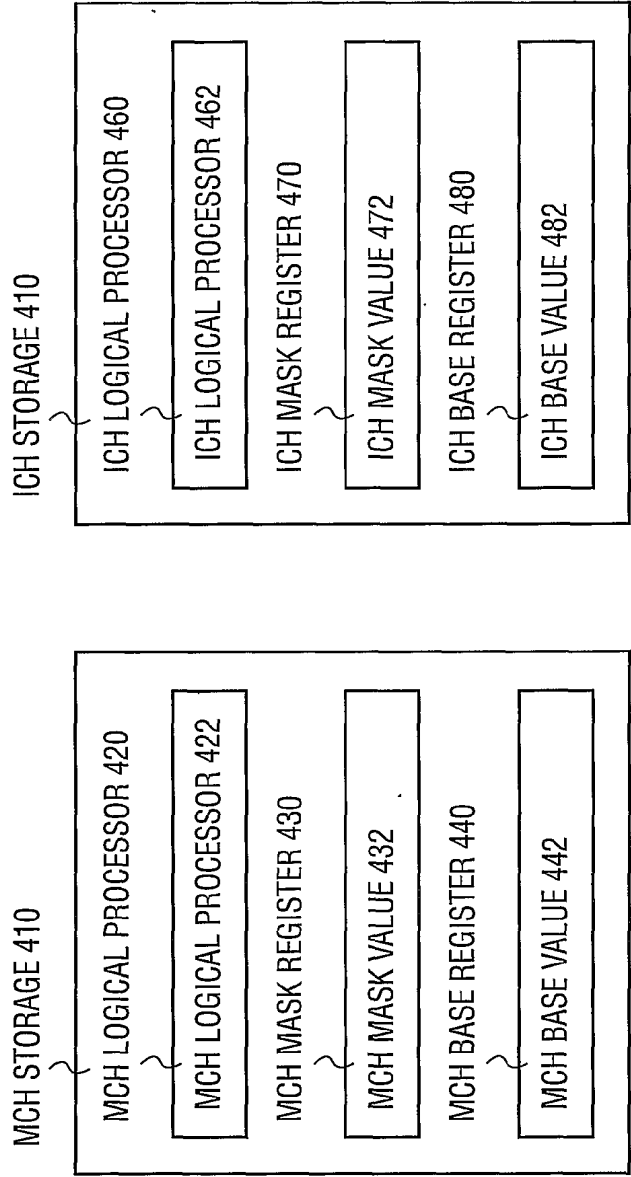 MCH STORAGE 410
MCH LOGICAL PROCESSOR 420
MCH LOGICAL PROCESSOR 422
MCH MASK REGISTER 430
MCH MASK VALUE 432
MCH BASE REGISTER 440
MCH BASE VALUE 442
ICH STORAGE 410
ICH LOGICAL PROCESSOR 460
ICH LOGICAL PROCESSOR 462
ICH MASK REGISTER 470
ICH MASK VALUE 472
ICH BASE REGISTER 480
ICH BASE VALUE 482